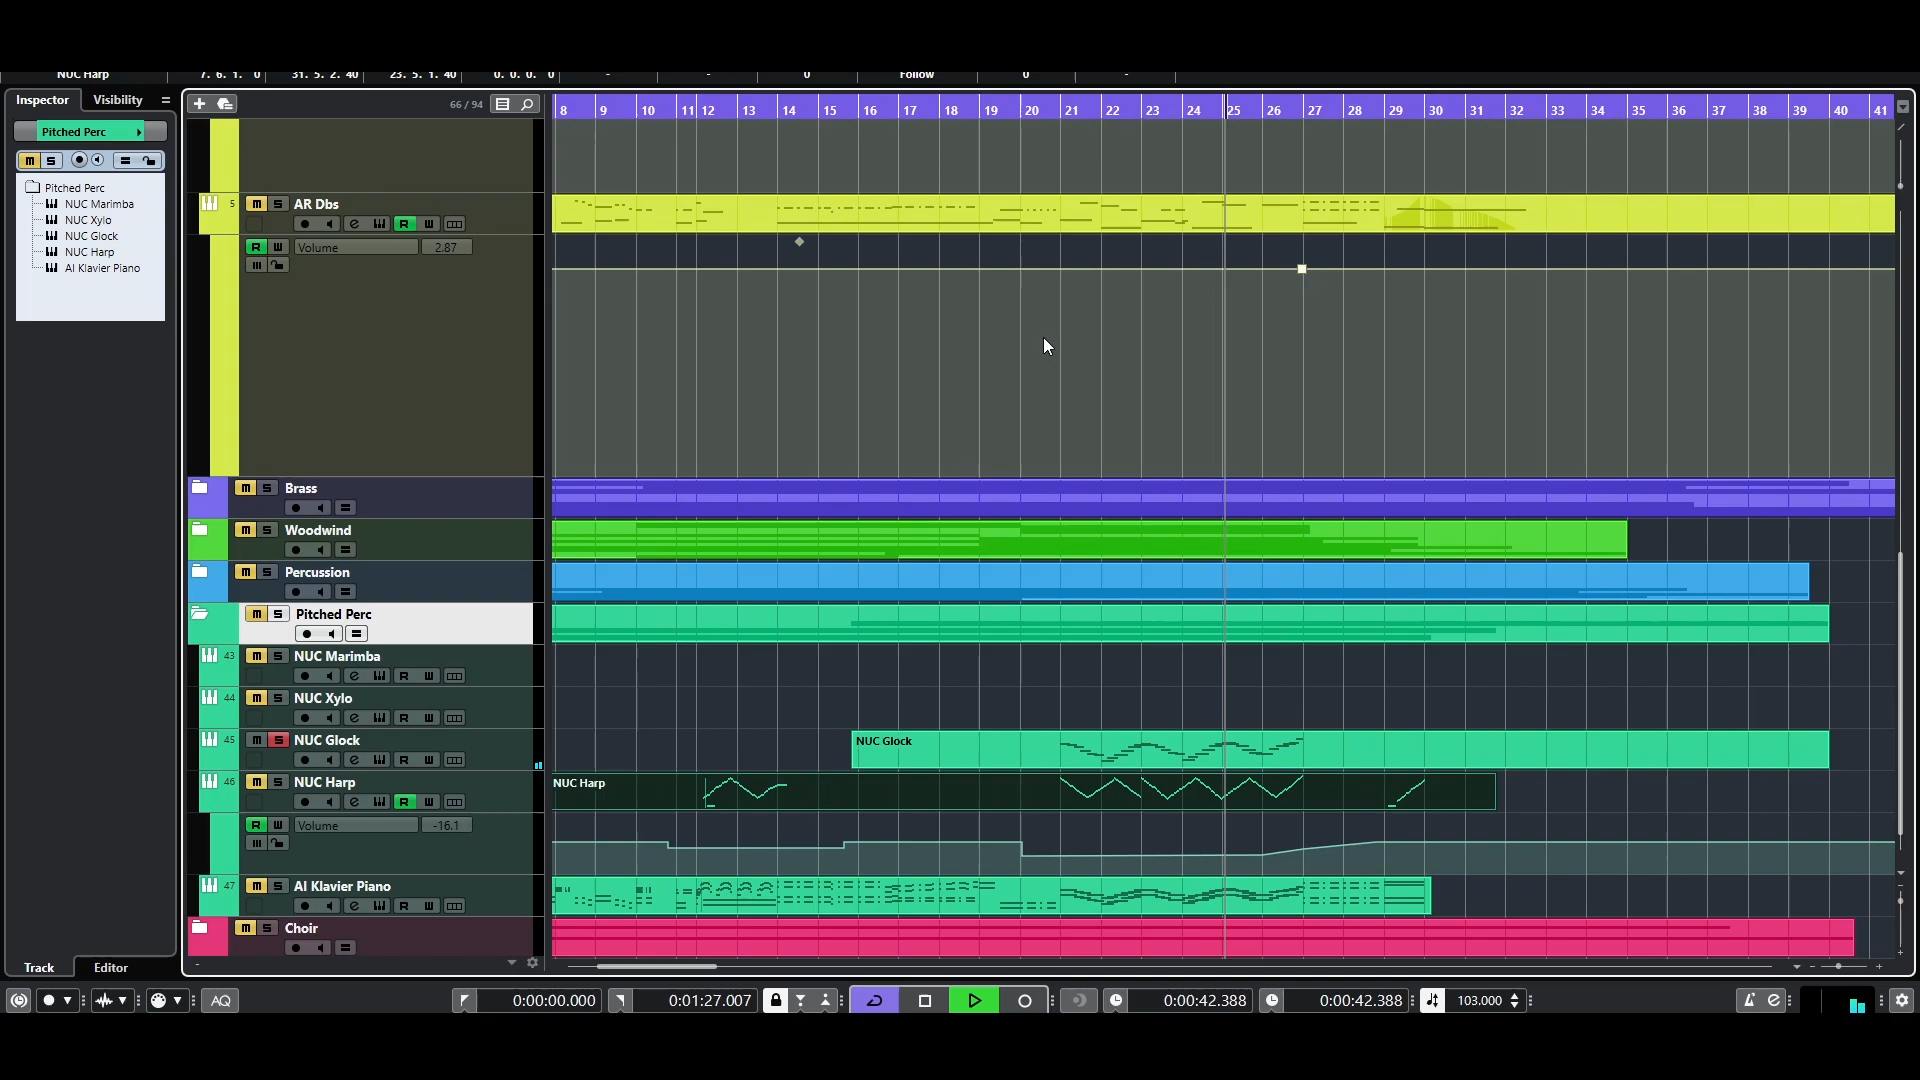 NUC Harp 7. 6. 1. 0 31. 5. 2. 40 23. 5. 1. 40 0. 0. 0. 0 - - 0 Follow 0 -
Inspector Visibility
66 / 94
8 9 10 11 12 13 14 15 16 17 18 19 20 21 22 23 24 25 26 27 28 29 30 31 32 33 34 35 36 37 38 39 40 41
Pitched Perc
m S
Pitched Perc
NUC Marimba
NUC Xylo
NUC Glock
NUC Harp
AI Klavier Piano
5 m S AR Dbs
e R W
R W Volume 2.87
m S Brass
m S Woodwind
m S Percussion
m S Pitched Perc
43 m S NUC Marimba
e R W
44 m S NUC Xylo
e R W
45 m S NUC Glock
e R W
NUC Glock
46 m S NUC Harp
e R W
NUC Harp
R W Volume -16.1
47 m S AI Klavier Piano
e R W
m S Choir
Track Editor
AQ 0:00:00.000 0:01:27.007 0:00:42.388 0:00:42.388 103.000